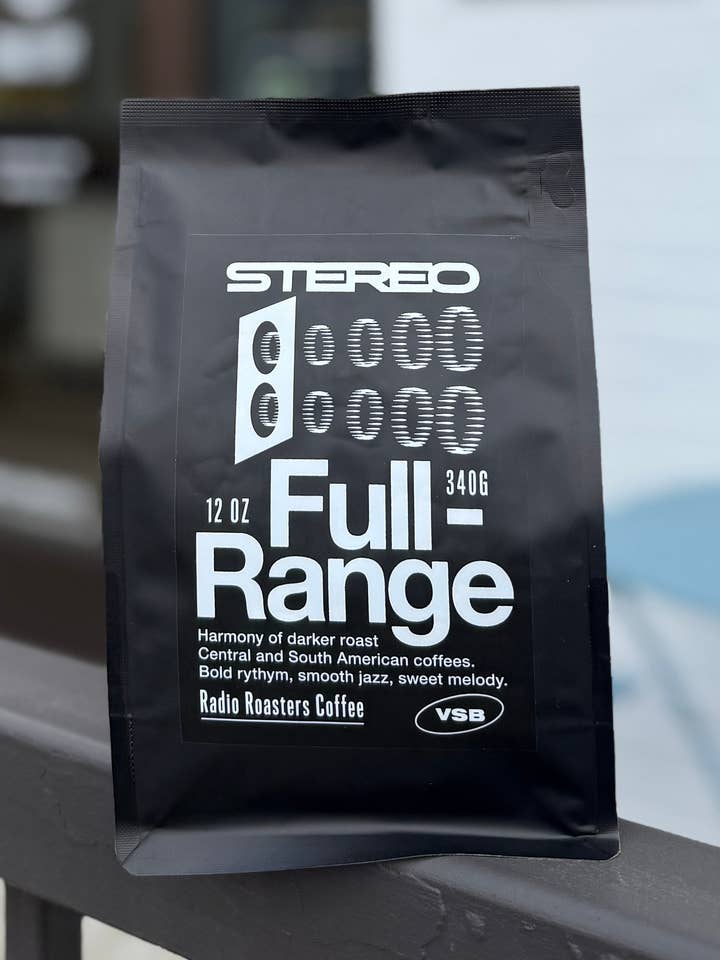 STEREO
340G
12 OZ
Full-
Range
Harmony of darker roast
Central and South American coffees.
Bold rythym, smooth jazz, sweet melody.
Radio Roasters Coffee
VSB